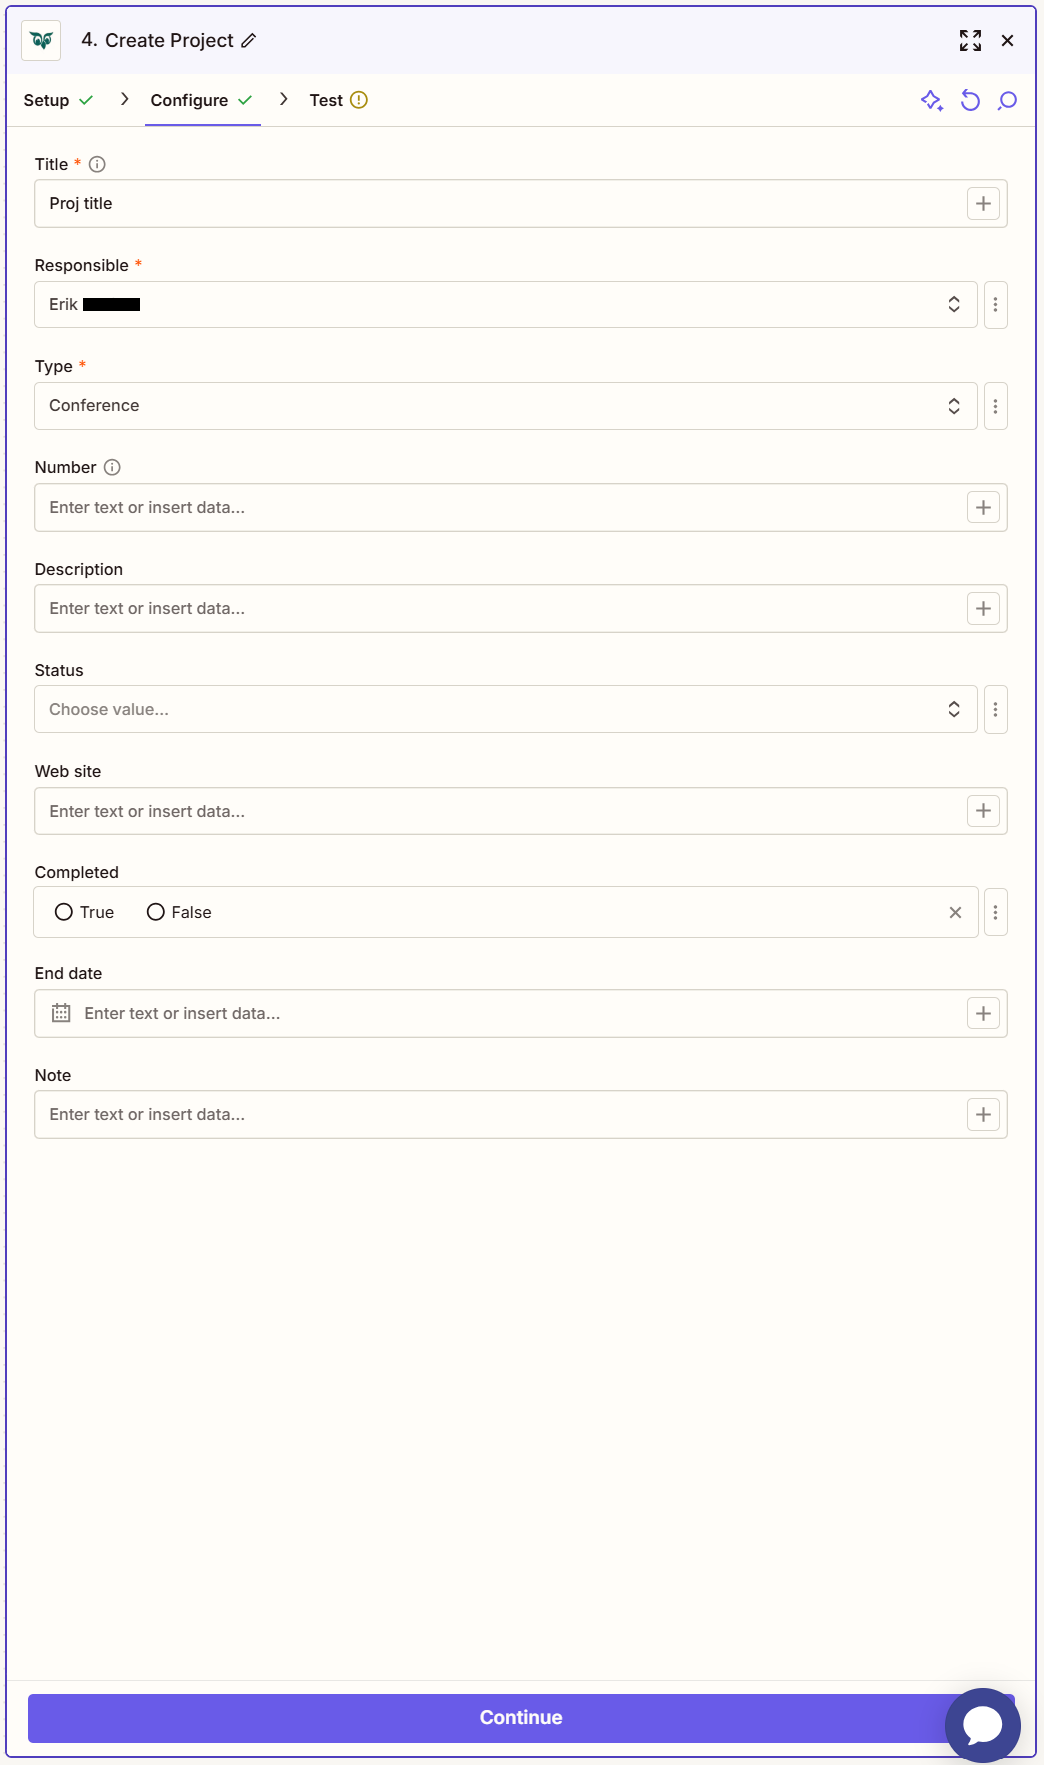 4. Create Project
Setup
Configure
Test
Title *
Proj title
Responsible *
Erik
Type *
Conference
Number
Enter text or insert data...
Description
Enter text or insert data...
Status
Choose value...
Web site
Enter text or insert data...
Completed
True False
End date
Enter text or insert data...
Note
Enter text or insert data...
Continue